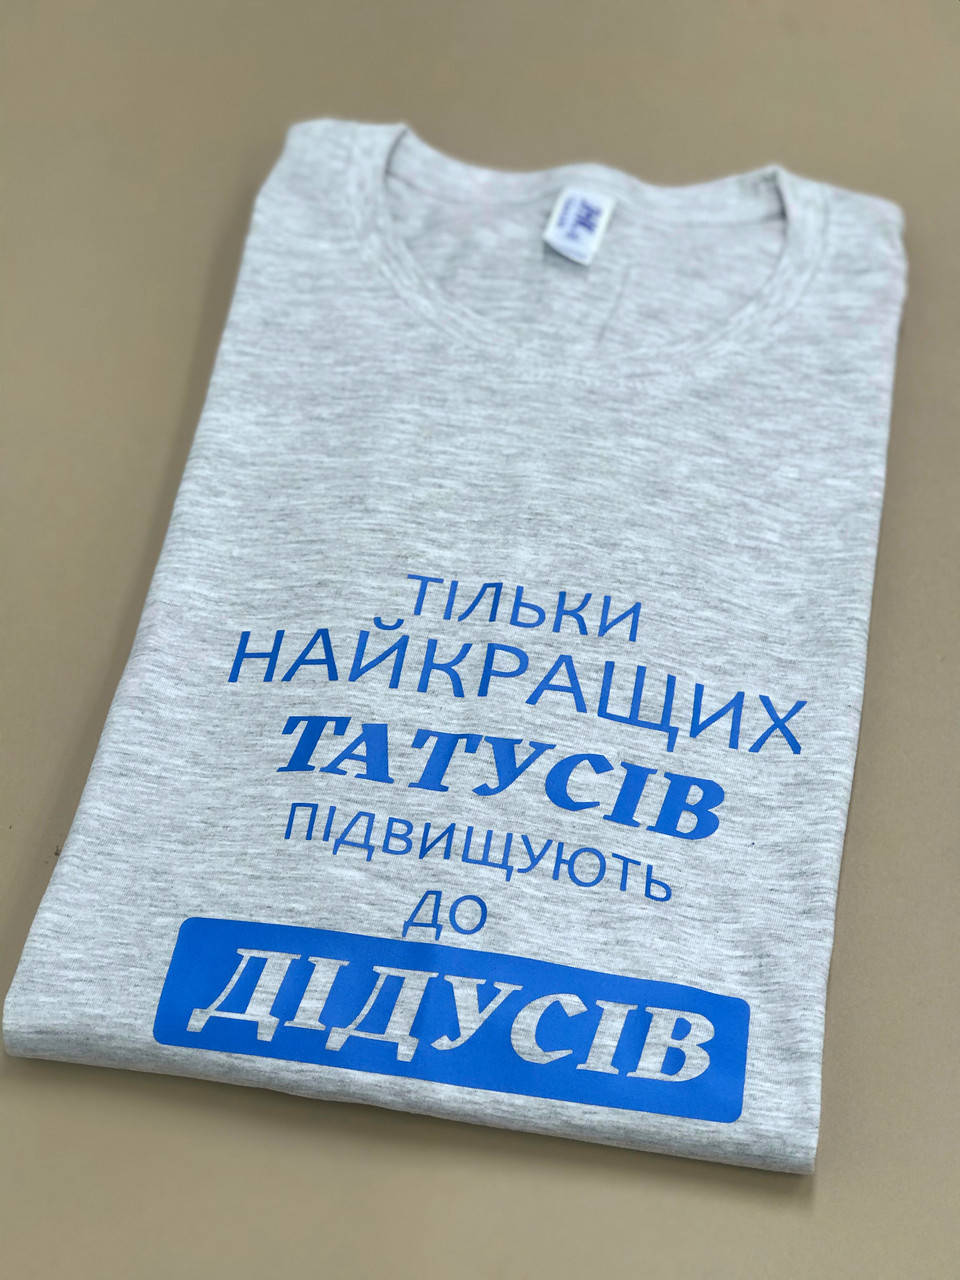 ТІЛЬКИ
НАЙКРАЩИХ
ТАТУСІВ
ПІДВИЩУЮТЬ
ДО
ДІДУСІВ